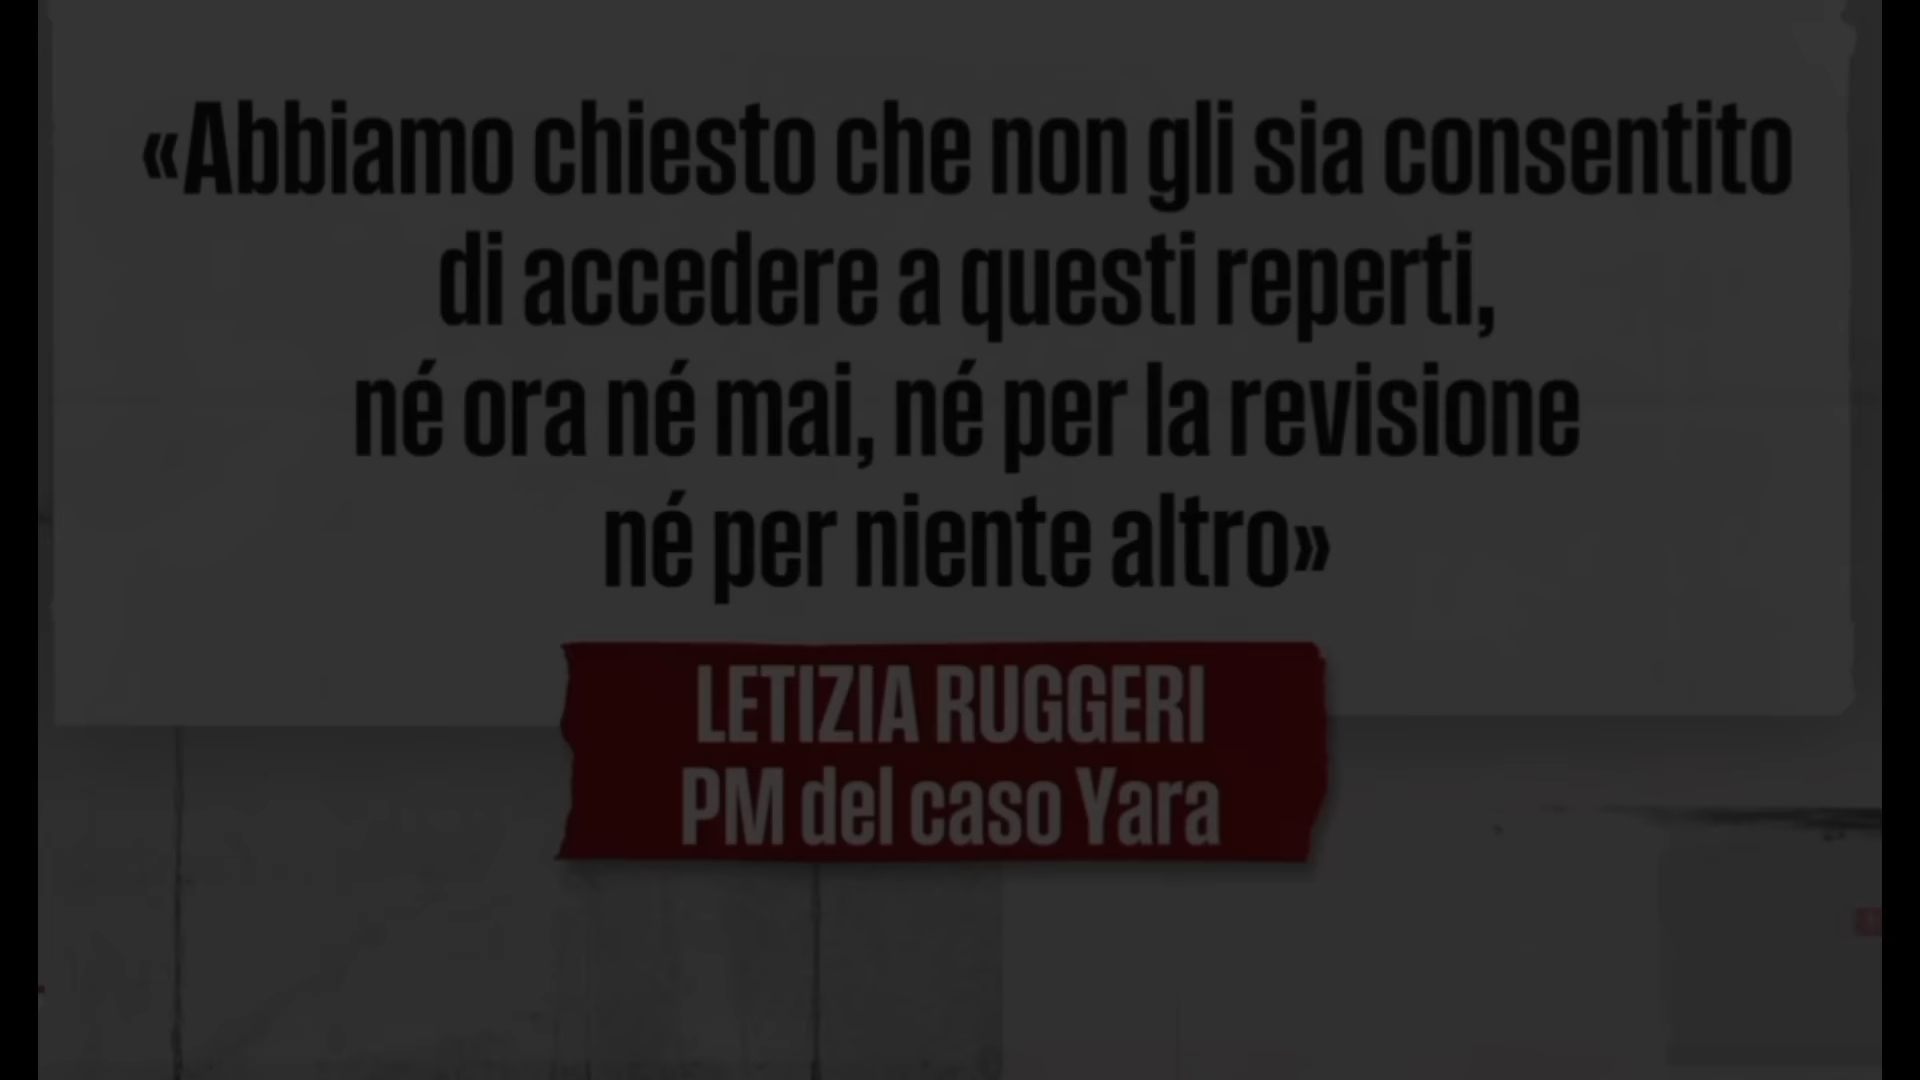 «Abbiamo chiesto che non gli sia consentito
di accedere a questi reperti,
né ora né mai, né per la revisione
né per niente altro»
LETIZIA RUGGERI
PM del caso Yara